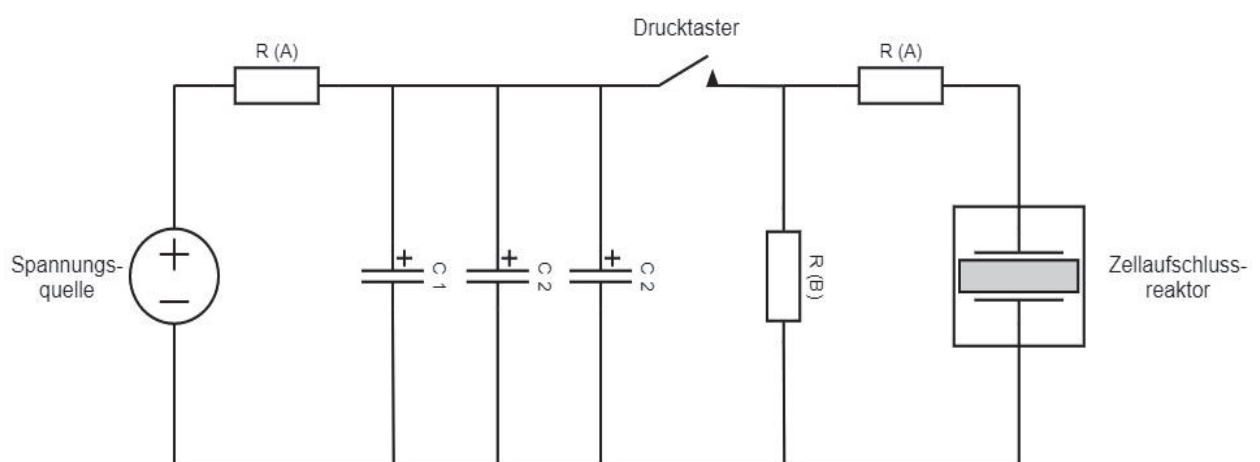 Drucktaster
R (A)
R (A)
Spannungs-
quelle
+
−
+
C 1
+
C 2
+
C 2
R (B)
Zellaufschluss-
reaktor